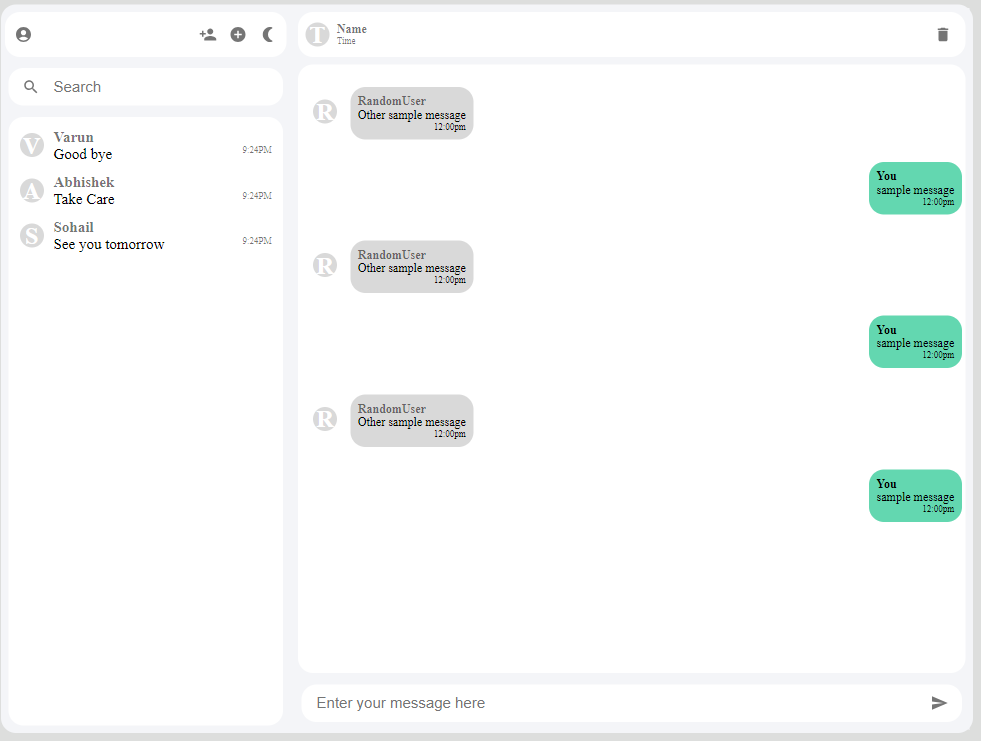 Search
V
Varun
Good bye
9:24PM
A
Abhishek
Take Care
9:24PM
S
Sohail
See you tomorrow
9:24PM
T
Name
Time
R
RandomUser
Other sample message
12:00pm
You
sample message
12:00pm
R
RandomUser
Other sample message
12:00pm
You
sample message
12:00pm
R
RandomUser
Other sample message
12:00pm
You
sample message
12:00pm
Enter your message here